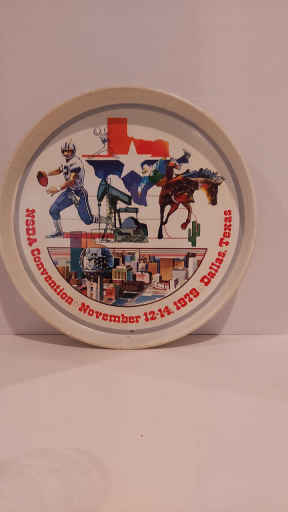 NSDA Convention November 12-14, 1979 Dallas, Texas